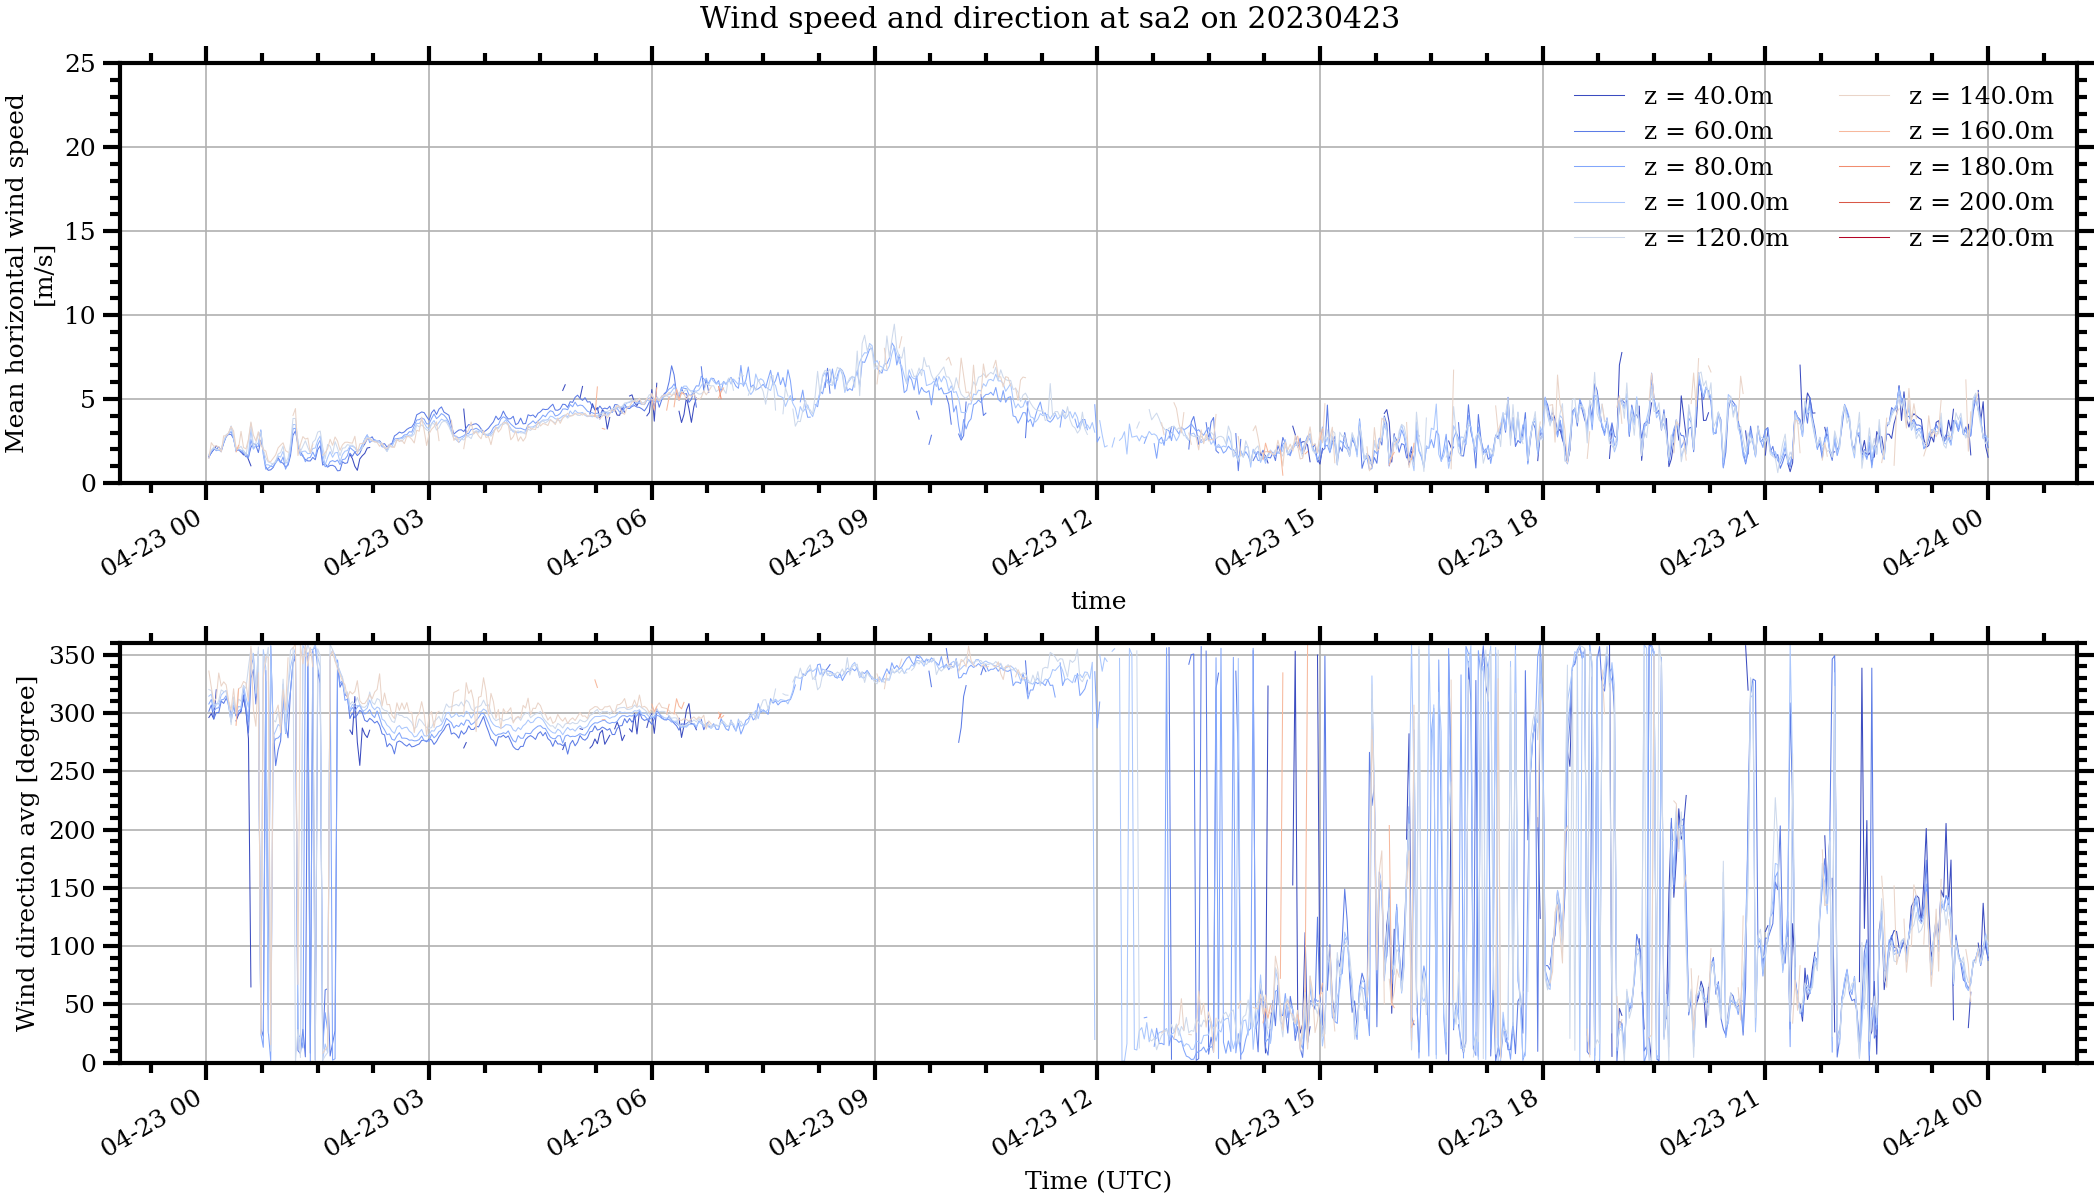 Wind speed and direction at sa2 on 20230423
Mean horizontal wind speed
[m/s]
25
20
15
10
5
0
z = 40.0m
z = 60.0m
z = 80.0m
z = 100.0m
z = 120.0m
z = 140.0m
z = 160.0m
z = 180.0m
z = 200.0m
z = 220.0m
04-23 00
04-23 03
04-23 06
04-23 09
04-23 12
04-23 15
04-23 18
04-23 21
04-24 00
time
Wind direction avg [degree]
350
300
250
200
150
100
50
0
04-23 00
04-23 03
04-23 06
04-23 09
04-23 12
04-23 15
04-23 18
04-23 21
04-24 00
Time (UTC)